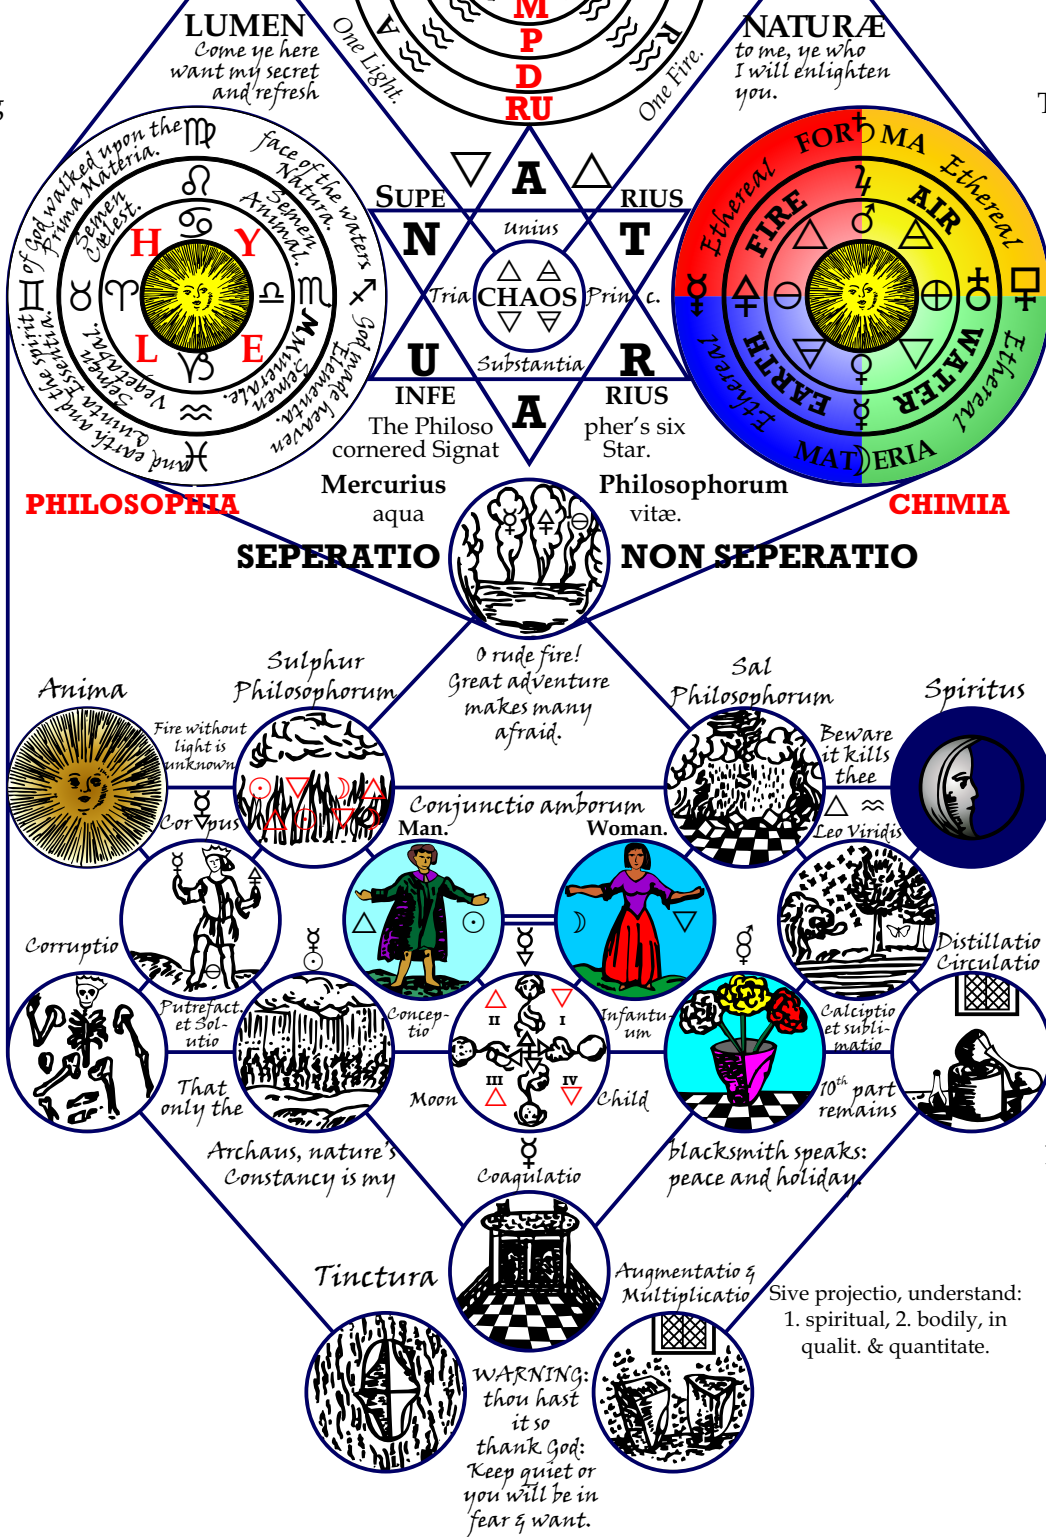 M
P
D
RU
A
R
LUMEN
Come ye here
want my secret
and refresh
One Light.
NATURÆ
to me, ye who
I will enlighten
you.
One Fire.
g
T
of God walked upon the
face of the waters
God made heaven
and earth and the spirit
Prima Materia.
Natura.
Elementa.
Quinta Essentia.
Semen
Cœlest.
Semen
Animal.
Semen
Minerale.
Semen
Vegetabal.
H Y
L E
PHILOSOPHIA
A
SUPE RIUS
N T
Unius
Tria CHAOS Princ.
Substantia
U R
INFE RIUS
A
The Philoso pher's six
cornered Signat Star.
FORMA
Ethereal
Ethereal
FIRE
AIR
EARTH
WATER
Ethereal
Ethereal
MATERIA
CHIMIA
Mercurius Philosophorum
aqua vitæ.
SEPERATIO NON SEPERATIO
O rude fire!
Great adventure
makes many
afraid.
Anima
Sulphur
Philosophorum
Sal
Philosophorum
Spiritus
Fire without
light is
unknown
Beware
it kills
thee
Corpus
Conjunctio amborum
Man.
Woman.
Leo Viridis
Corruptio
Distillatio
Circulatio
Putrefact.
et Sol-
utio
Concep-
tio
II I
III IV
Infantu-
um
Calciptio
et subli-
matio
That
only the
Moon
Child
10th part
remains
Archaus, nature's
Constancy is my
blacksmith speaks:
peace and holiday.
Coagulatio
Tinctura
Augmentatio &
Multiplicatio
Sive projectio, understand:
1. spiritual, 2. bodily, in
qualit. & quantitate.
WARNING:
thou hast
it so
thank God:
Keep quiet or
you will be in
fear & want.